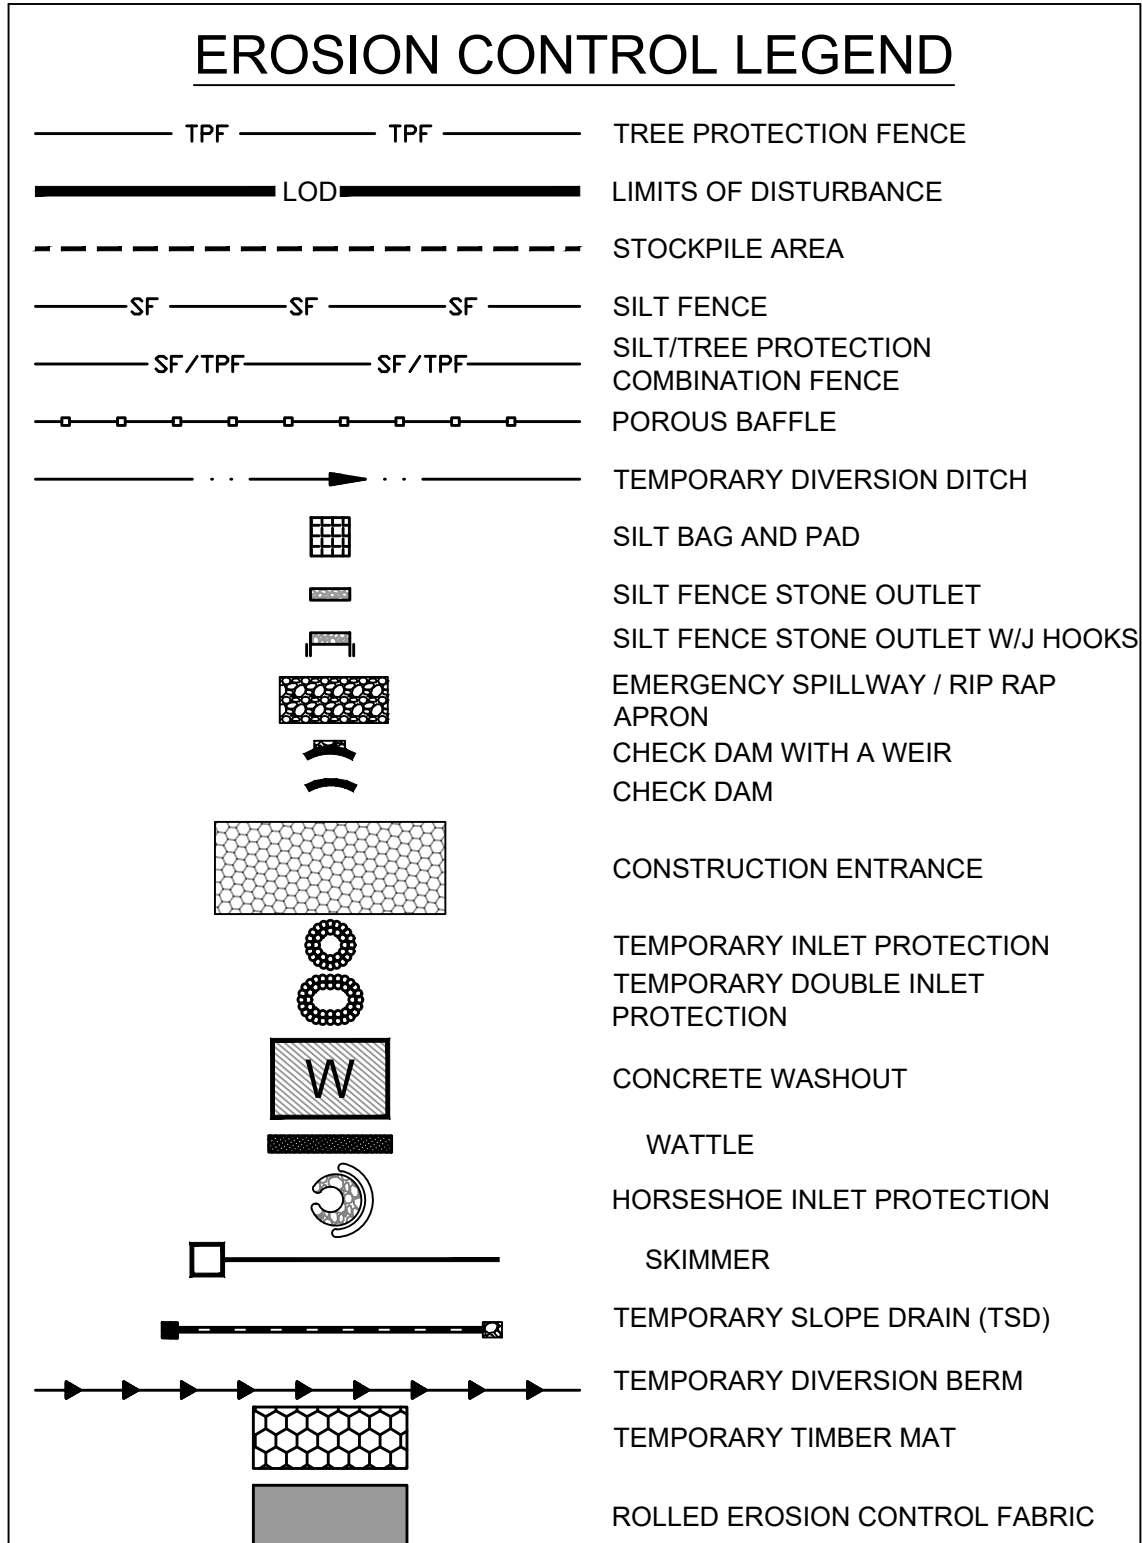 EROSION CONTROL LEGEND
TPF TPF TREE PROTECTION FENCE
LOD LIMITS OF DISTURBANCE
STOCKPILE AREA
SF SF SF SILT FENCE
SF/TPF SF/TPF SILT/TREE PROTECTION
COMBINATION FENCE
POROUS BAFFLE
TEMPORARY DIVERSION DITCH
SILT BAG AND PAD
SILT FENCE STONE OUTLET
SILT FENCE STONE OUTLET W/J HOOKS
EMERGENCY SPILLWAY / RIP RAP
APRON
CHECK DAM WITH A WEIR
CHECK DAM
CONSTRUCTION ENTRANCE
TEMPORARY INLET PROTECTION
TEMPORARY DOUBLE INLET
PROTECTION
W CONCRETE WASHOUT
WATTLE
HORSESHOE INLET PROTECTION
SKIMMER
TEMPORARY SLOPE DRAIN (TSD)
TEMPORARY DIVERSION BERM
TEMPORARY TIMBER MAT
ROLLED EROSION CONTROL FABRIC